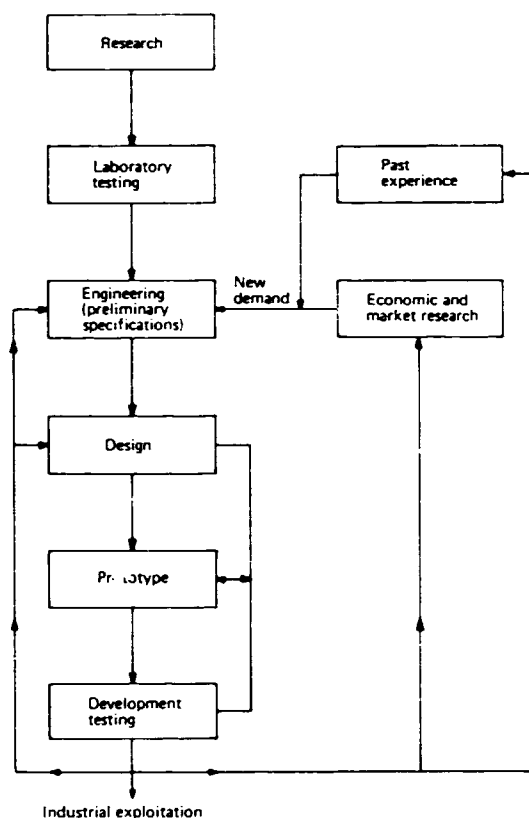 Research
Laboratory
testing
Past
experience
Engineering
(preliminary
specifications)
New
demand
Economic and
market research
Design
Development
testing
Industrial exploitation